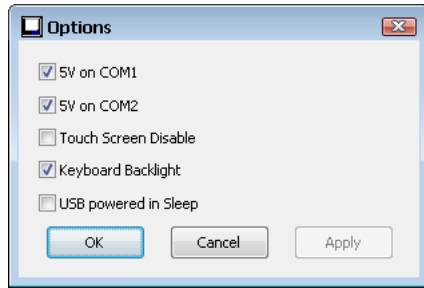 Options
5V on COM1
5V on COM2
Touch Screen Disable
Keyboard Backlight
USB powered in Sleep
OK Cancel Apply